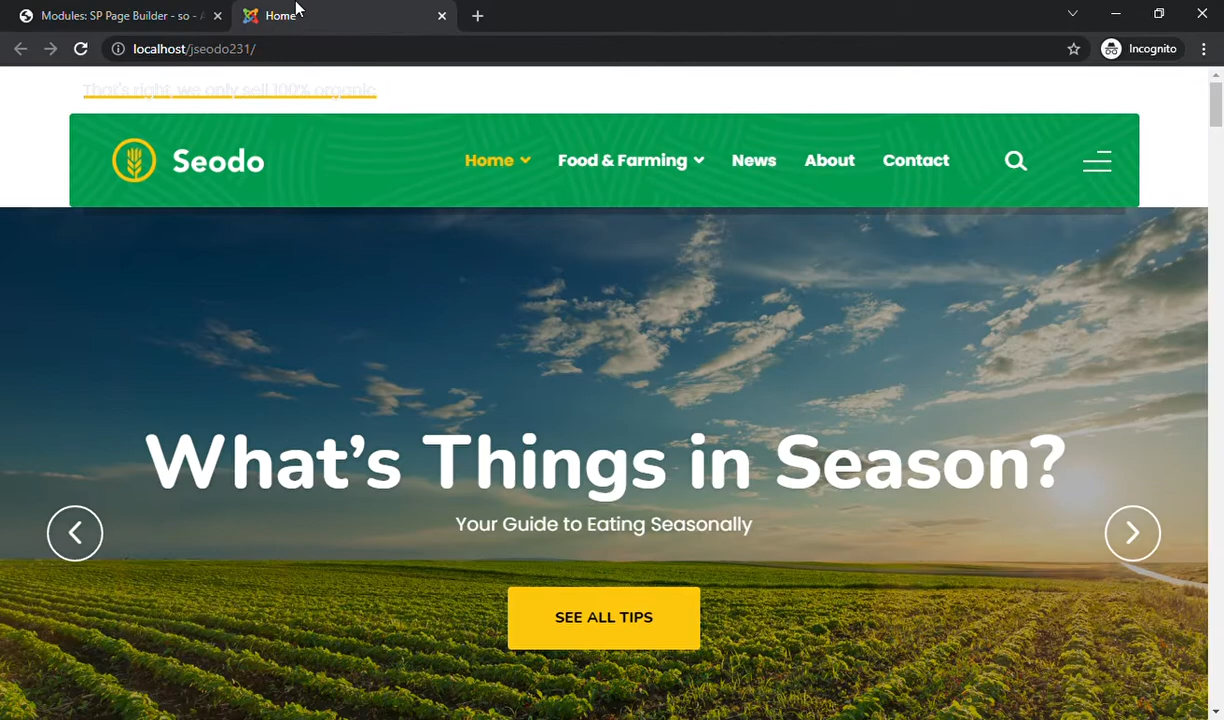 Modules: SP Page Builder - so - A
Home
localhost/jseodo231/
Incognito
That's right, we only sell 100% organic
Seodo
Home
Food & Farming
News
About
Contact
What's Things in Season?
Your Guide to Eating Seasonally
SEE ALL TIPS